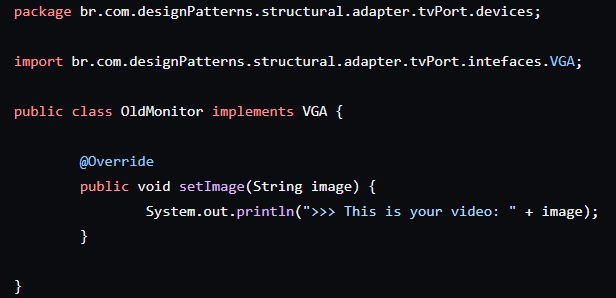 package br.com.designPatterns.structural.adapter.tvPort.devices;
import br.com.designPatterns.structural.adapter.tvPort.intefaces.VGA;
public class OldMonitor implements VGA {
@Override
public void setImage(String image) {
System.out.println(">>> This is your video: " + image);
}
}